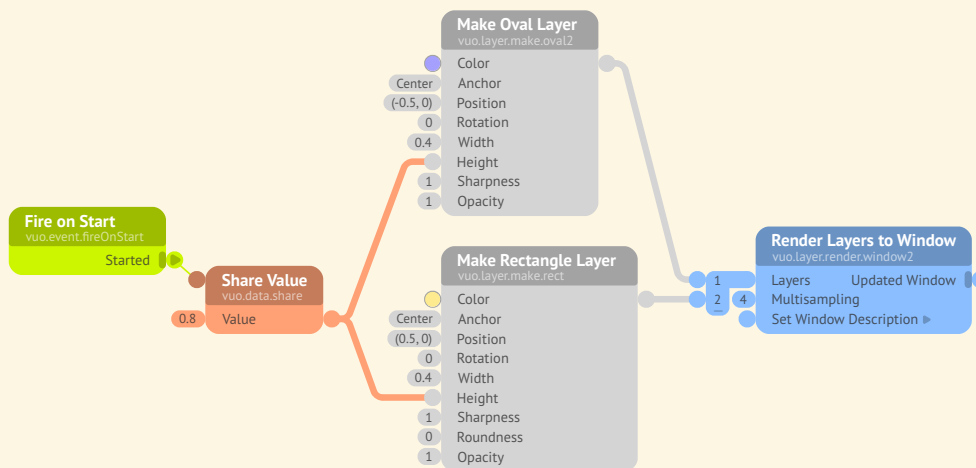 Make Oval Layer
vuo.layer.make.oval2
Color
Center Anchor
(-0.5, 0) Position
0 Rotation
0.4 Width
Height
1 Sharpness
1 Opacity
Fire on Start
vuo.event.fireOnStart
Started
Share Value
vuo.data.share
0.8 Value
Make Rectangle Layer
vuo.layer.make.rect
Color
Center Anchor
(0.5, 0) Position
0 Rotation
0.4 Width
Height
1 Sharpness
0 Roundness
1 Opacity
Render Layers to Window
vuo.layer.render.window2
1 Layers Updated Window
2 4 Multisampling
Set Window Description